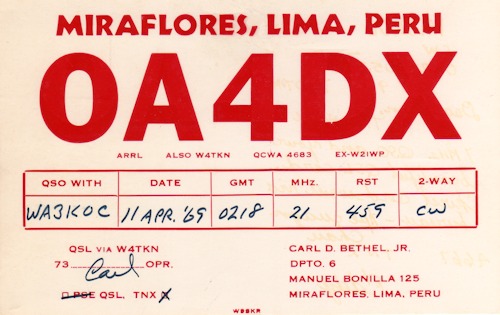 MIRAFLORES, LIMA, PERU
OA4DX
ARRL ALSO W4TKN QCWA 4683 EX-W2IWP
QSO WITH DATE GMT MHZ. RST 2-WAY
WA3KOC 11 APR. '69 0218 21 459 CW
QSL VIA W4TKN
73 Carl OPR.
PSE QSL, TNX X
CARL D. BETHEL, JR.
DPTO. 6
MANUEL BONILLA 125
MIRAFLORES, LIMA, PERU
WB8KR